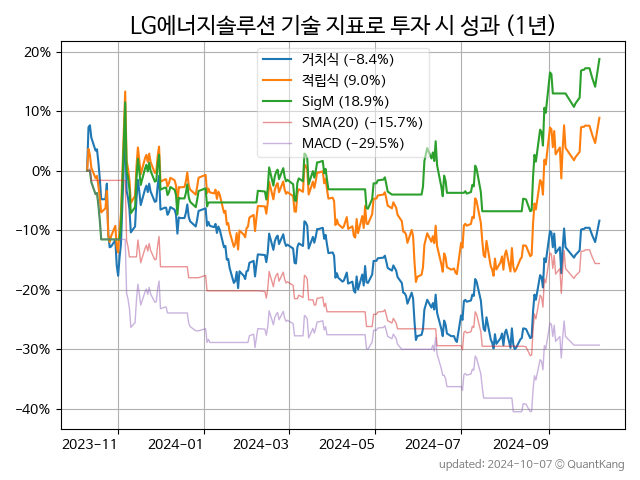 LG에너지솔루션 기술 지표로 투자 시 성과 (1년)
거치식 (−8.4%)
적립식 (9.0%)
SigM (18.9%)
SMA(20) (−15.7%)
MACD (−29.5%)
20%
10%
0%
−10%
−20%
−30%
−40%
2023-11 2024-01 2024-03 2024-05 2024-07 2024-09
updated: 2024-10-07 © QuantKang